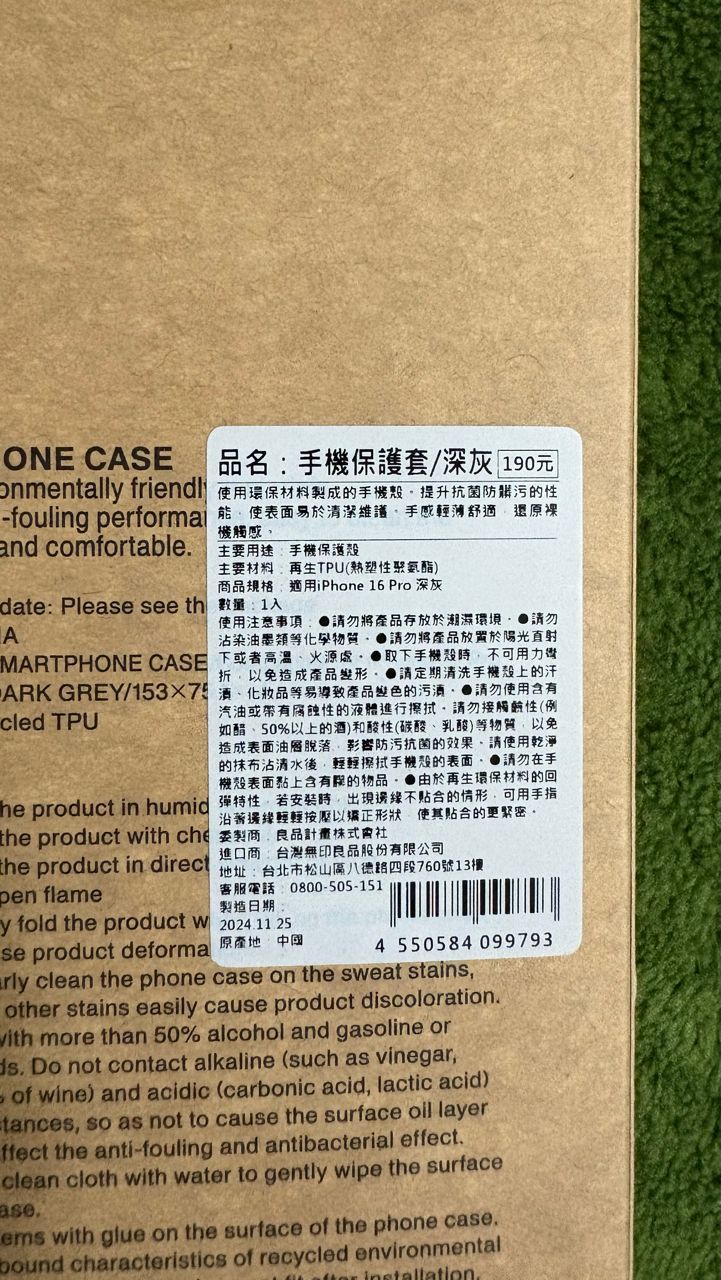 ONE CASE
onmentally friendl
-fouling performa
and comfortable.
date: Please see th
IA
MARTPHONE CASE
DARK GREY/153×75
cled TPU
he product in humid
the product with che
the product in direct
pen flame
y fold the product w
se product deforma
rly clean the phone case on the sweat stains,
other stains easily cause product discoloration.
with more than 50% alcohol and gasoline or
ds. Do not contact alkaline (such as vinegar,
% of wine) and acidic (carbonic acid, lactic acid)
tances, so as not to cause the surface oil layer
ffect the anti-fouling and antibacterial effect.
clean cloth with water to gently wipe the surface
ase.
ems with glue on the surface of the phone case.
bound characteristics of recycled environmental
fit after installation,
品名：手機保護套/深灰 190元
使用環保材料製成的手機殼。提升抗菌防髒污的性
能，使表面易於清潔維護。手感輕薄舒適，還原裸
機觸感。
主要用途：手機保護殼
主要材料：再生TPU(熱塑性聚氨酯)
商品規格：適用iPhone 16 Pro 深灰
數量：1入
使用注意事項：●請勿將產品存放於潮濕環境。●請勿
沾染油墨類等化學物質。●請勿將產品放置於陽光直射
下或者高溫、火源處。●取下手機殼時，不可用力彎
折，以免造成產品變形。●請定期清洗手機殼上的汗
漬、化妝品等易導致產品變色的污漬。●請勿使用含有
汽油或帶有腐蝕性的液體進行擦拭。請勿接觸鹼性(例
如醋、50%以上的酒)和酸性(碳酸、乳酸)等物質，以免
造成表面油層脫落，影響防污抗菌的效果。請使用乾淨
的抹布沾清水後，輕輕擦拭手機殼的表面。●請勿在手
機殼表面黏上含有膠的物品。●由於再生環保材料的回
彈特性，若安裝時，出現邊緣不貼合的情形，可用手指
沿著邊緣輕輕按壓以矯正形狀，使其貼合的更緊密。
委製商：良品計畫株式會社
進口商：台灣無印良品股份有限公司
地址：台北市松山區八德路四段760號13樓
客服電話：0800-505-151
製造日期：
2024.11.25
原產地：中國
4 550584 099793